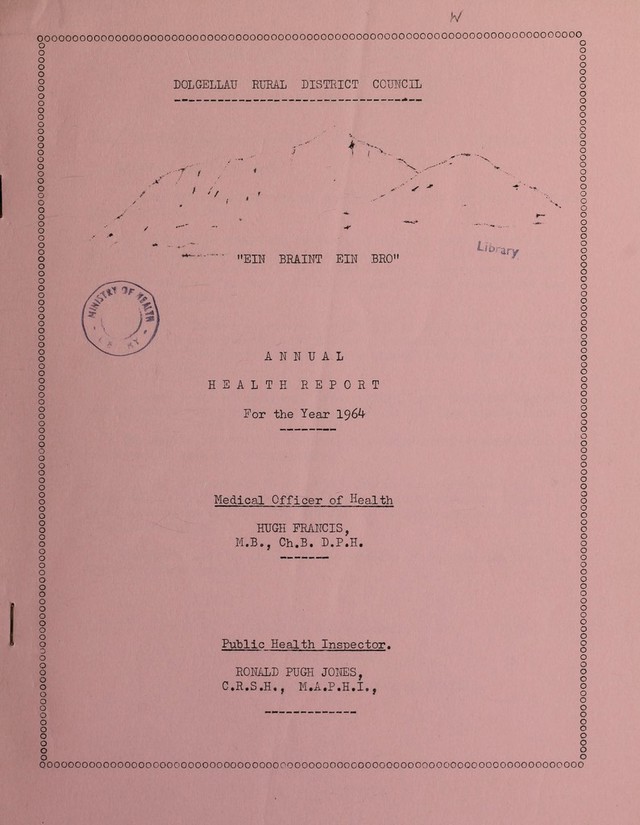 W
DOLGELLAU RURAL DISTRICT COUNCIL
"EIN BRAINT EIN BRO"
Library
MINISTRY OF HEALTH
ANNUAL
HEALTH REPORT
For the Year 1964
Medical Officer of Health
HUGH FRANCIS,
M.B., Ch.B. D.P.H.
Public Health Inspector.
RONALD PUGH JONES,
C.R.S.H., M.A.P.H.I.,